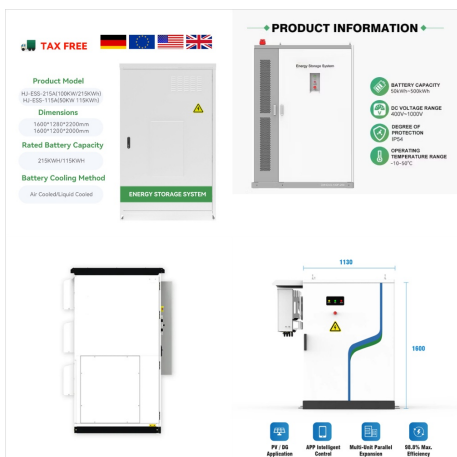 TAX FREE
Product Model
HJ-ESS-215A(100KW/215KWh)
HJ-ESS-115A(50KW 115KWh)
Dimensions
1600*1280*2200mm
1600*1200*2000mm
Rated Battery Capacity
215KWH/115KWH
Battery Cooling Method
Air Cooled/Liquid Cooled
ENERGY STORAGE SYSTEM
PRODUCT INFORMATION
Energy Storage System
BATTERY CAPACITY
50kWh~500kWh
DC VOLTAGE RANGE
400V~1000V
DEGREE OF
PROTECTION
IP54
OPERATING
TEMPERATURE RANGE
-10~50°C
1130
1600
PV / DG
Application
APP Intelligent
Control
Multi-Unit Parallel
Expansion
98.8% Max.
Efficiency